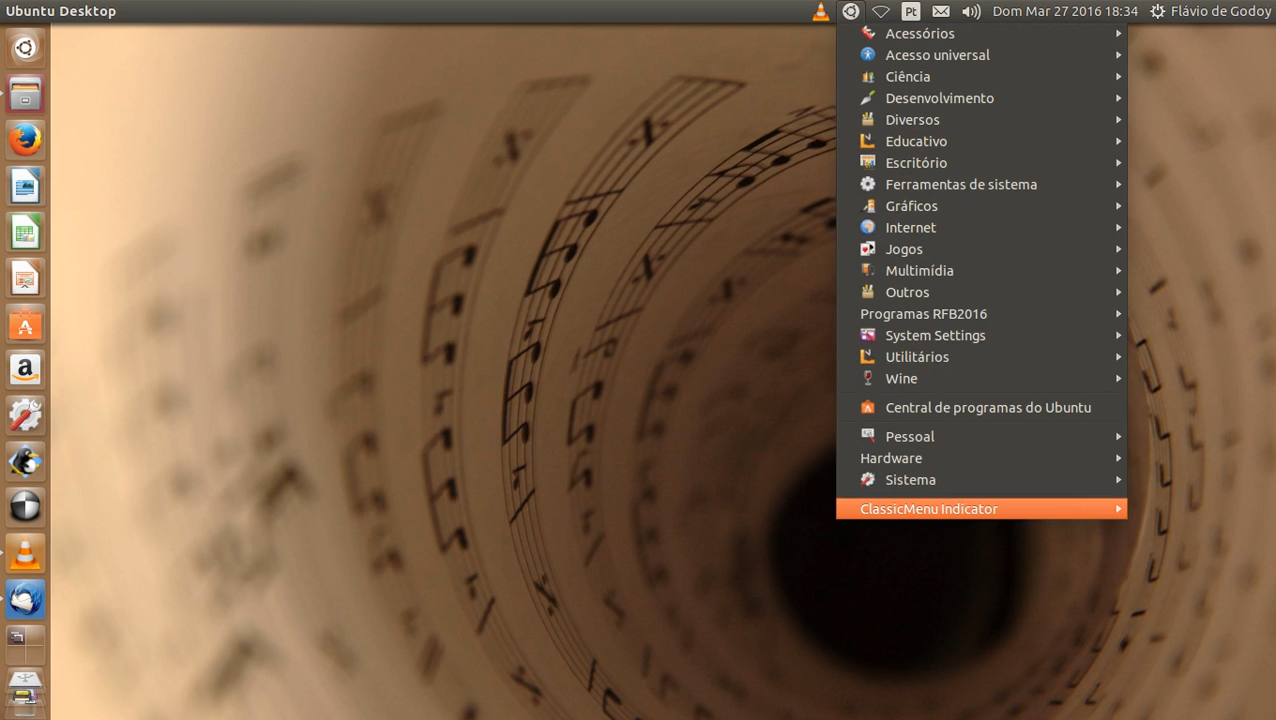 Ubuntu Desktop
Pt
Dom Mar 27 2016 18:34
Flávio de Godoy
Acessórios
Acesso universal
Ciência
Desenvolvimento
Diversos
Educativo
Escritório
Ferramentas de sistema
Gráficos
Internet
Jogos
Multimídia
Outros
Programas RFB2016
System Settings
Utilitários
Wine
Central de programas do Ubuntu
Pessoal
Hardware
Sistema
ClassicMenu Indicator